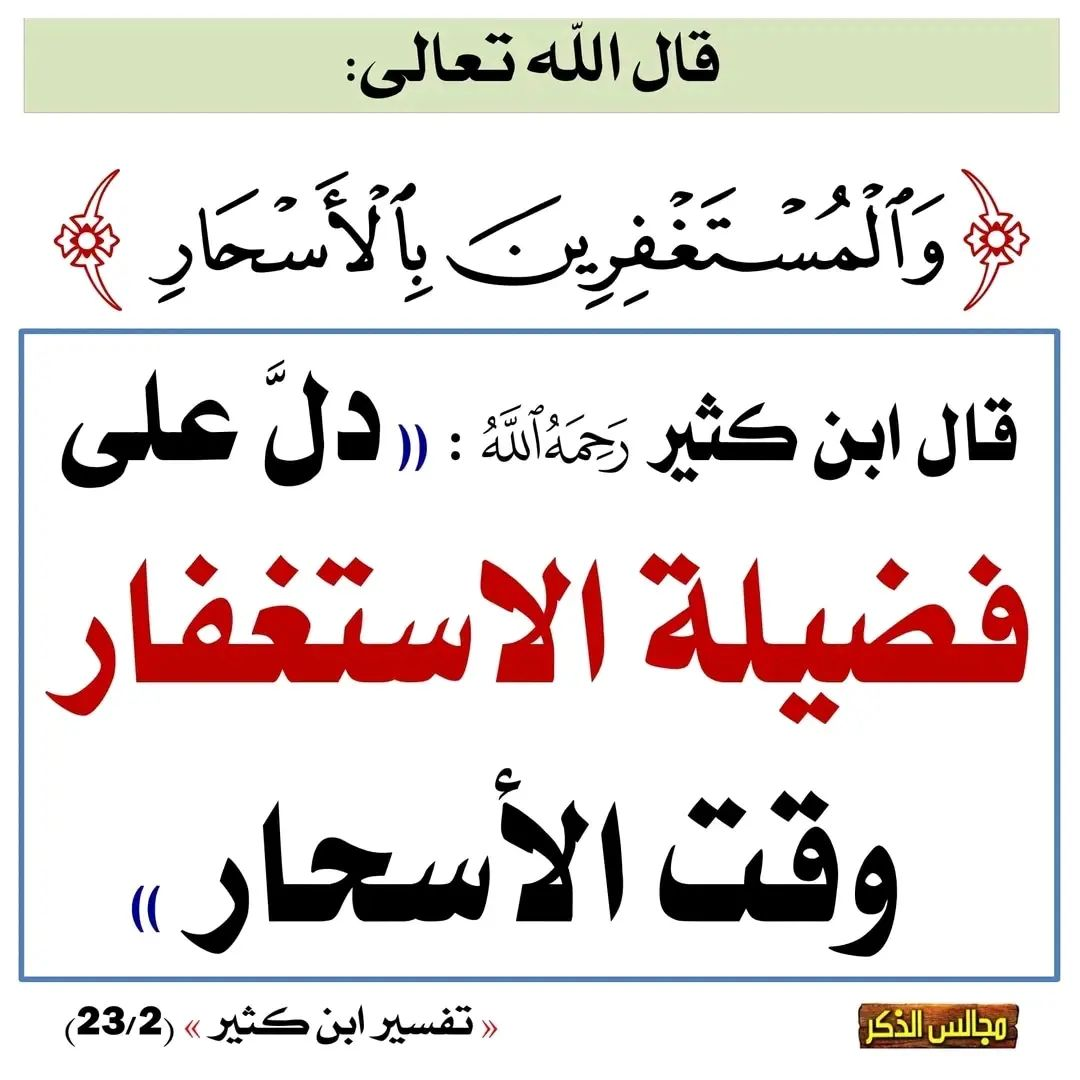 قال الله تعالى:
﴿وَٱلْمُسْتَغْفِرِينَ بِٱلْأَسْحَارِ﴾
قال ابن كثير رَحِمَهُ ٱللَّهُ : (( دلَّ على
فضيلة الاستغفار
وقت الأسحار ))
« تفسير ابن كثير » (23/2)
مجالس الذكر